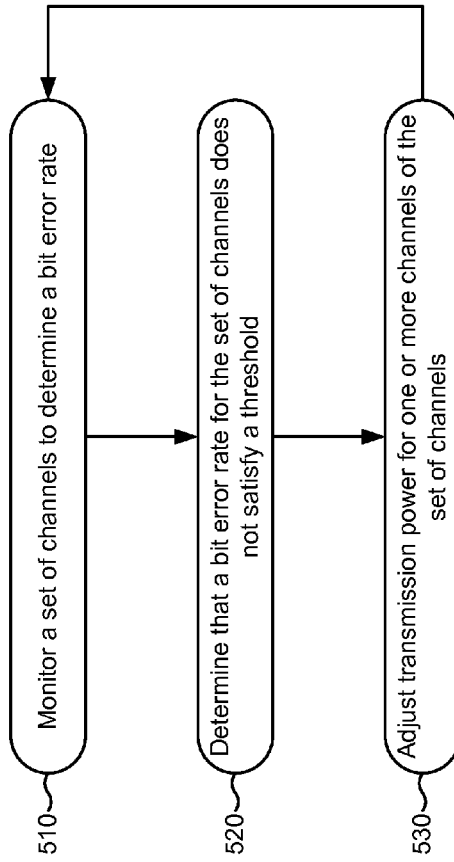 510
Monitor a set of channels to determine a bit error rate
520
Determine that a bit error rate for the set of channels does
not satisfy a threshold
530
Adjust transmission power for one or more channels of the
set of channels